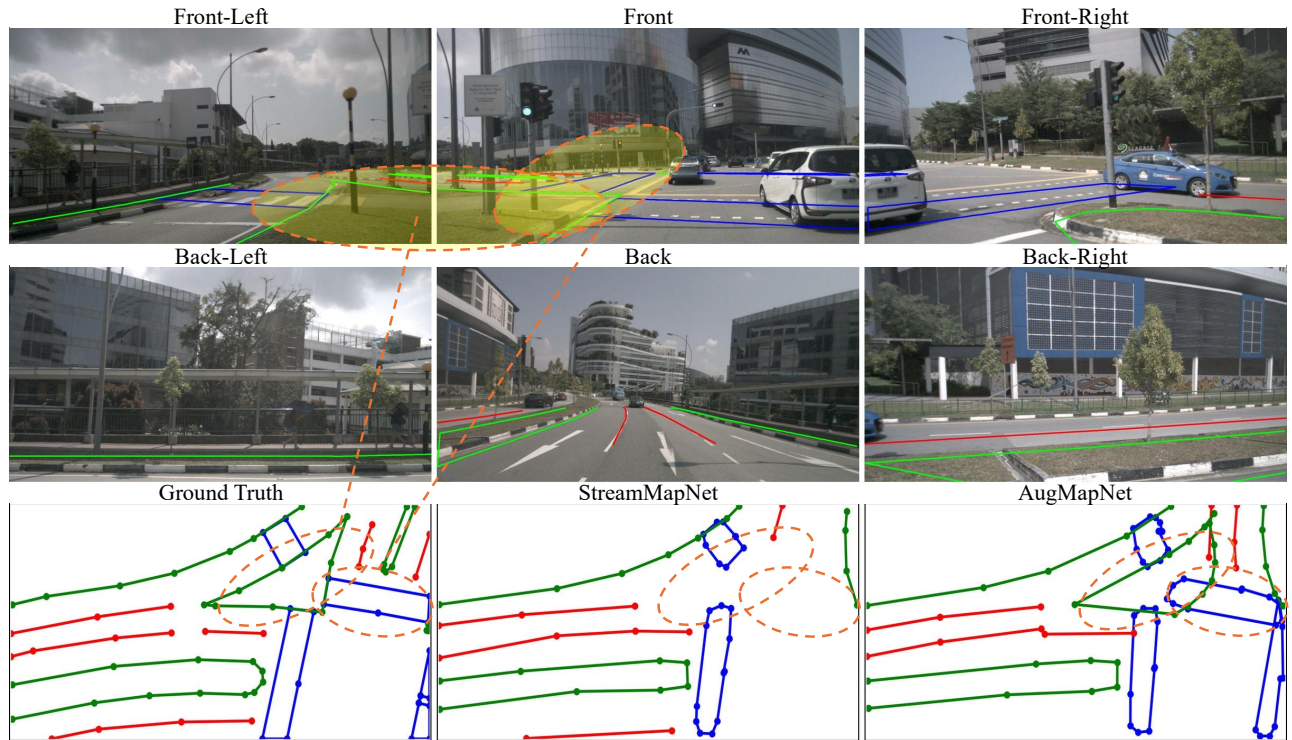 Front-Left
Front
Front-Right
Back-Left
Back
Back-Right
Ground Truth
StreamMapNet
AugMapNet